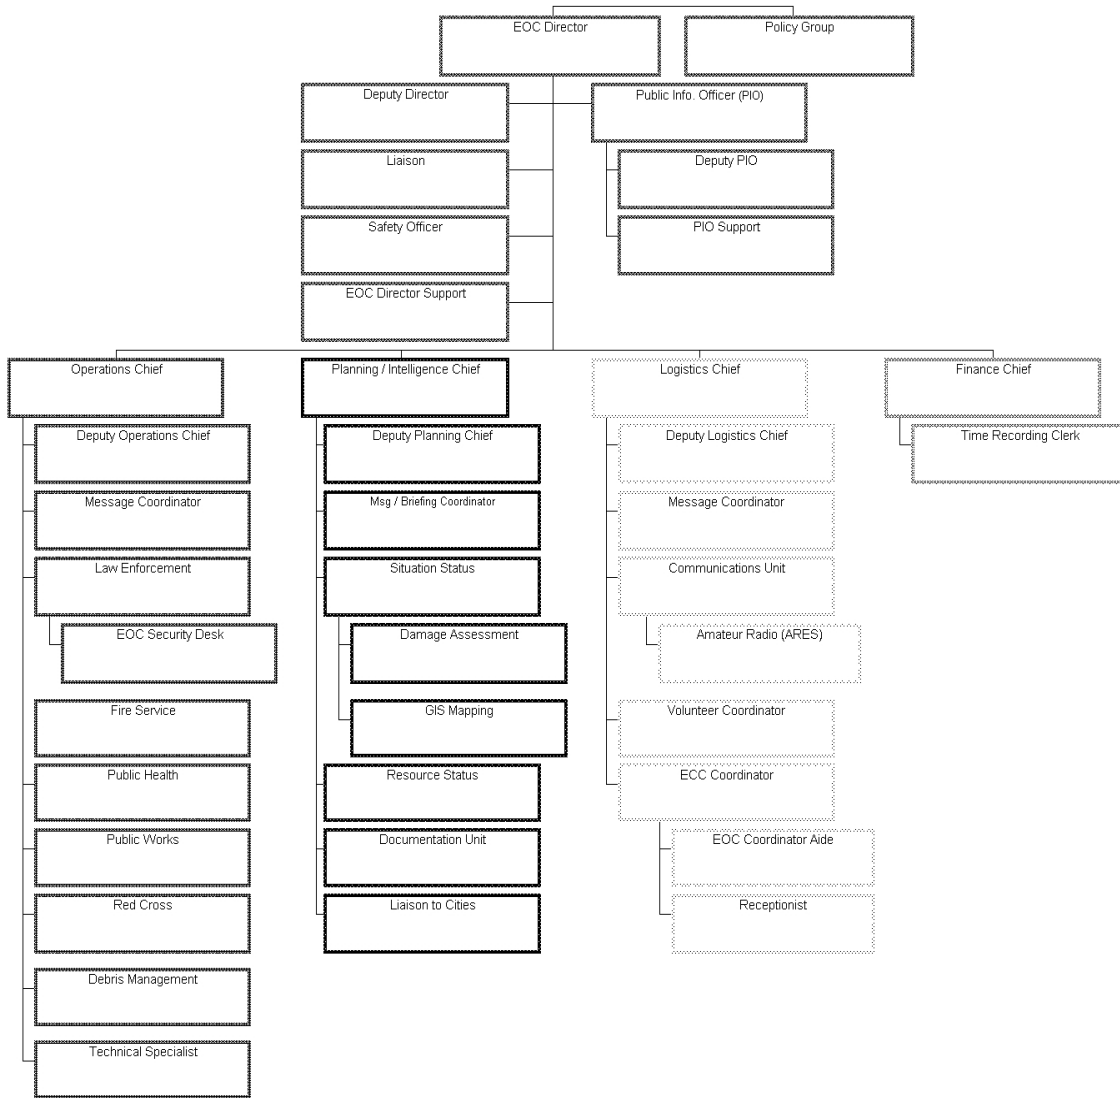 EOC Director
Policy Group
Deputy Director
Public Info. Officer (PIO)
Liaison
Deputy PIO
Safety Officer
PIO Support
EOC Director Support
Operations Chief
Planning / Intelligence Chief
Logistics Chief
Finance Chief
Deputy Operations Chief
Deputy Planning Chief
Deputy Logistics Chief
Time Recording Clerk
Message Coordinator
Msg / Briefing Coordinator
Message Coordinator
Law Enforcement
Situation Status
Communications Unit
EOC Security Desk
Damage Assessment
Amateur Radio (ARES)
Fire Service
GIS Mapping
Volunteer Coordinator
Public Health
Resource Status
ECC Coordinator
Public Works
Documentation Unit
EOC Coordinator Aide
Red Cross
Liaison to Cities
Receptionist
Debris Management
Technical Specialist